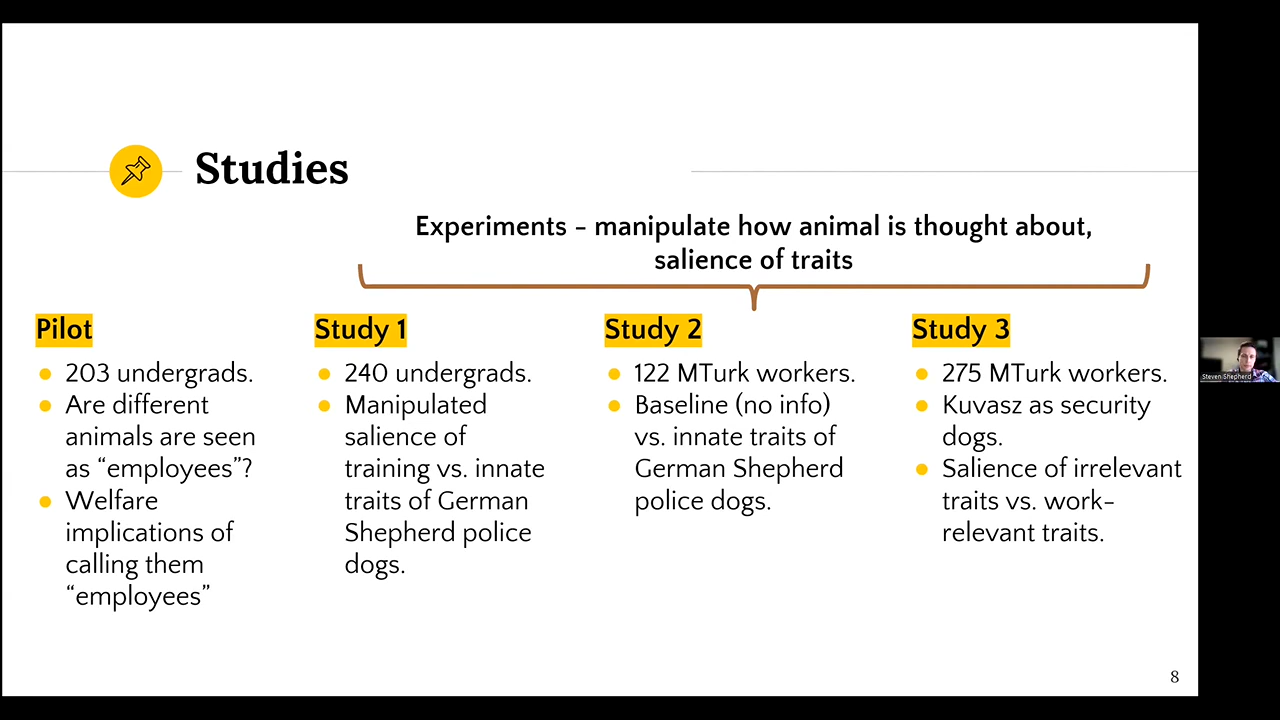 Studies
Experiments - manipulate how animal is thought about,
salience of traits
Pilot
203 undergrads.
Are different
animals are seen
as “employees”?
Welfare
implications of
calling them
“employees”
Study 1
240 undergrads.
Manipulated
salience of
training vs. innate
traits of German
Shepherd police
dogs.
Study 2
122 MTurk workers.
Baseline (no info)
vs. innate traits of
German Shepherd
police dogs.
Study 3
275 MTurk workers.
Kuvasz as security
dogs.
Salience of irrelevant
traits vs. work-
relevant traits.
8
Steven Shepherd